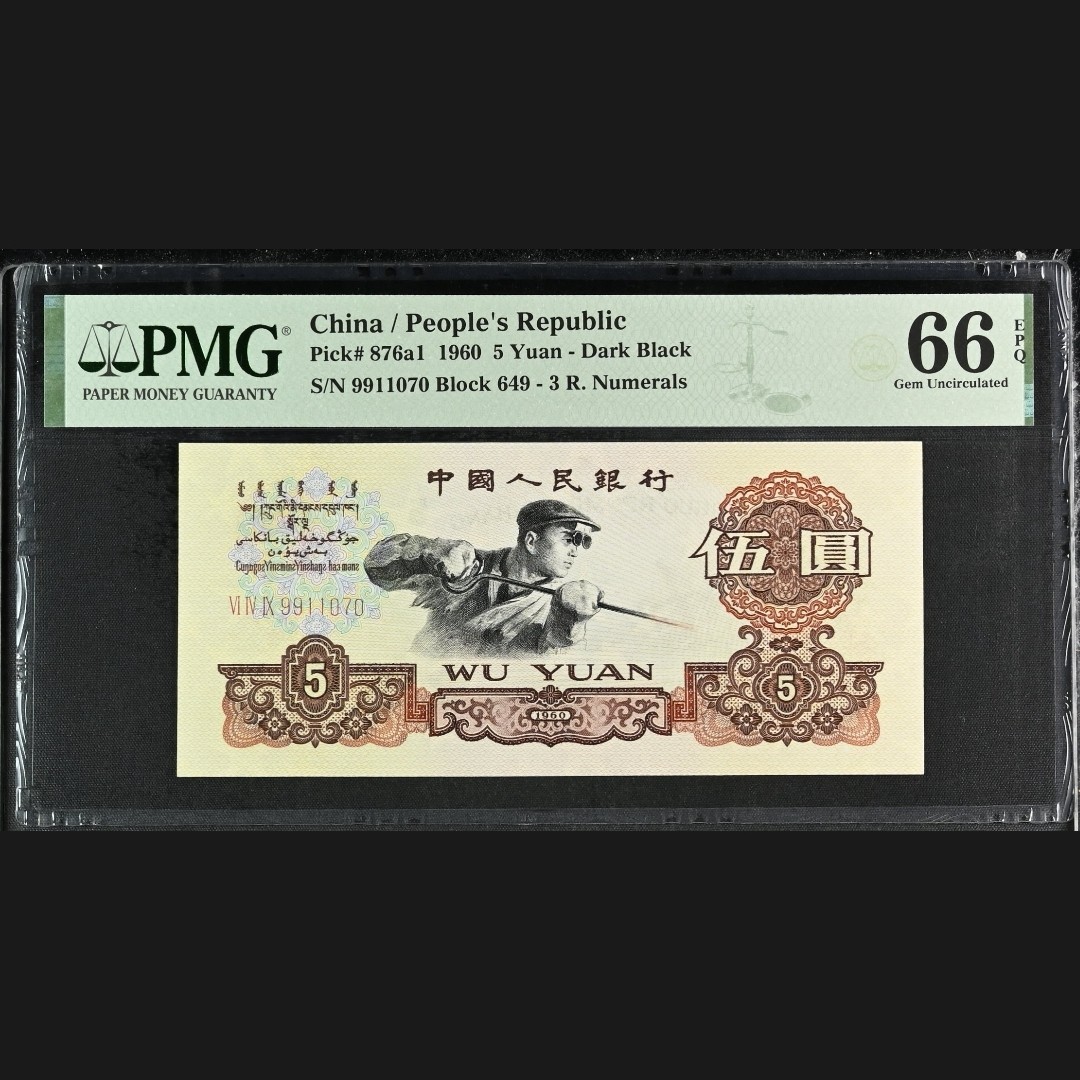 PMG®
PAPER MONEY GUARANTY
China / People's Republic
Pick# 876a1 1960 5 Yuan - Dark Black
S/N 9911070 Block 649 - 3 R. Numerals
66
EPQ
Gem Uncirculated
中國人民銀行
伍圓
VI IV IX 9911070
5
WU YUAN
1960
5